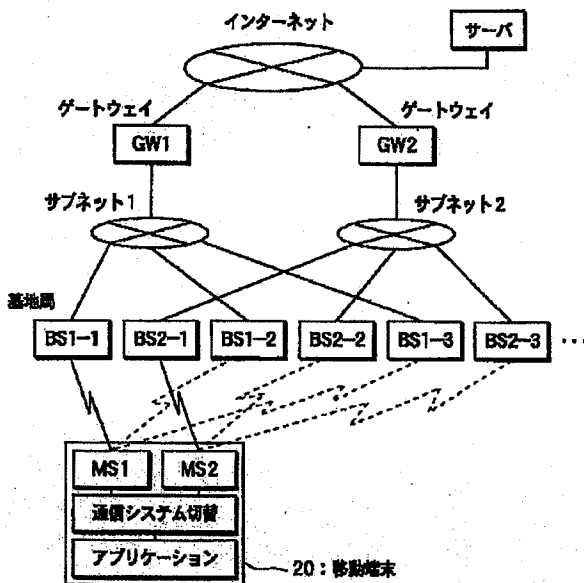 インターネット
サーバ
ゲートウェイ
ゲートウェイ
GW1
GW2
サブネット1
サブネット2
基地局
BS1-1
BS2-1
BS1-2
BS2-2
BS1-3
BS2-3
...
MS1
MS2
通信システム切替
アプリケーション
20：移動端末